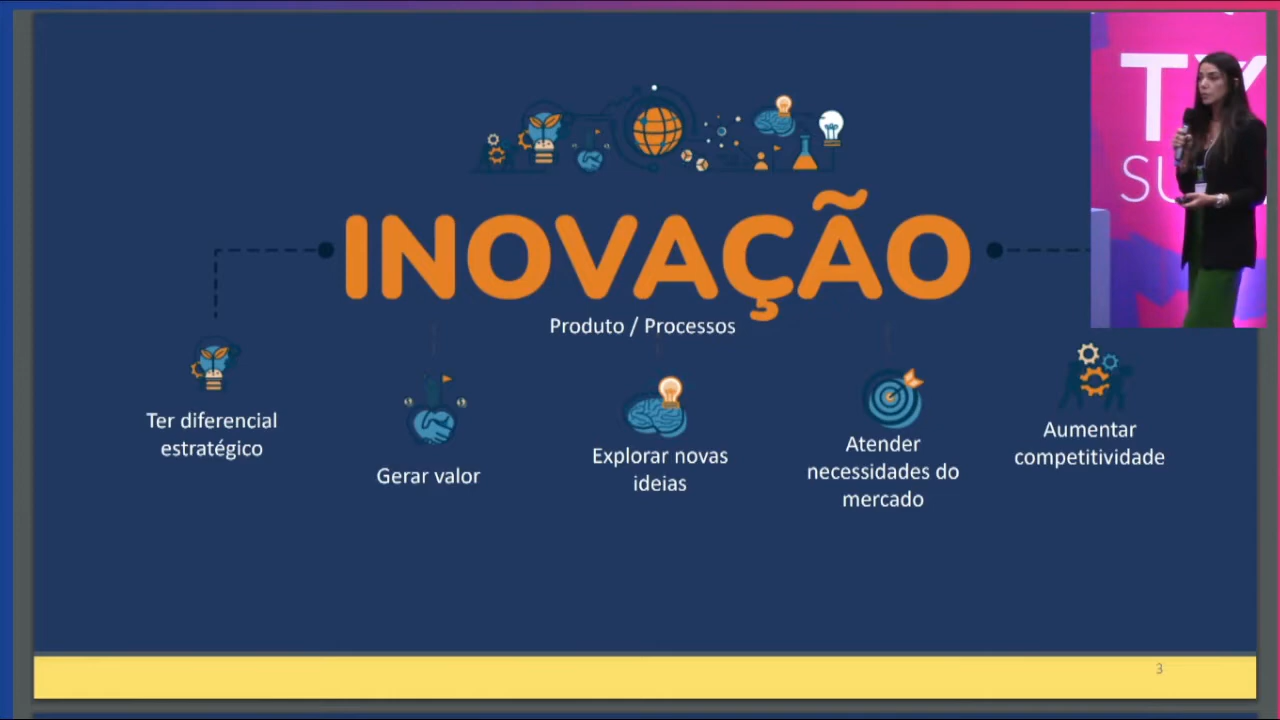 INOVAÇÃO
Produto / Processos
Ter diferencial
estratégico
Gerar valor
Explorar novas
ideias
Atender
necessidades do
mercado
Aumentar
competitividade
3